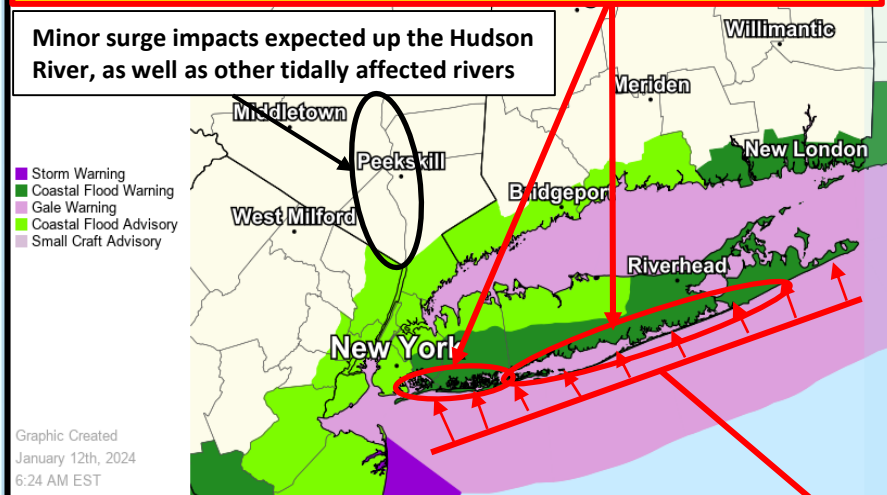 Minor surge impacts expected up the Hudson
River, as well as other tidally affected rivers
Willimantic
Meriden
Middletown
New London
Peekskill
Bridgeport
West Milford
Riverhead
New York
Storm Warning
Coastal Flood Warning
Gale Warning
Coastal Flood Advisory
Small Craft Advisory
Graphic Created
January 12th, 2024
6:24 AM EST